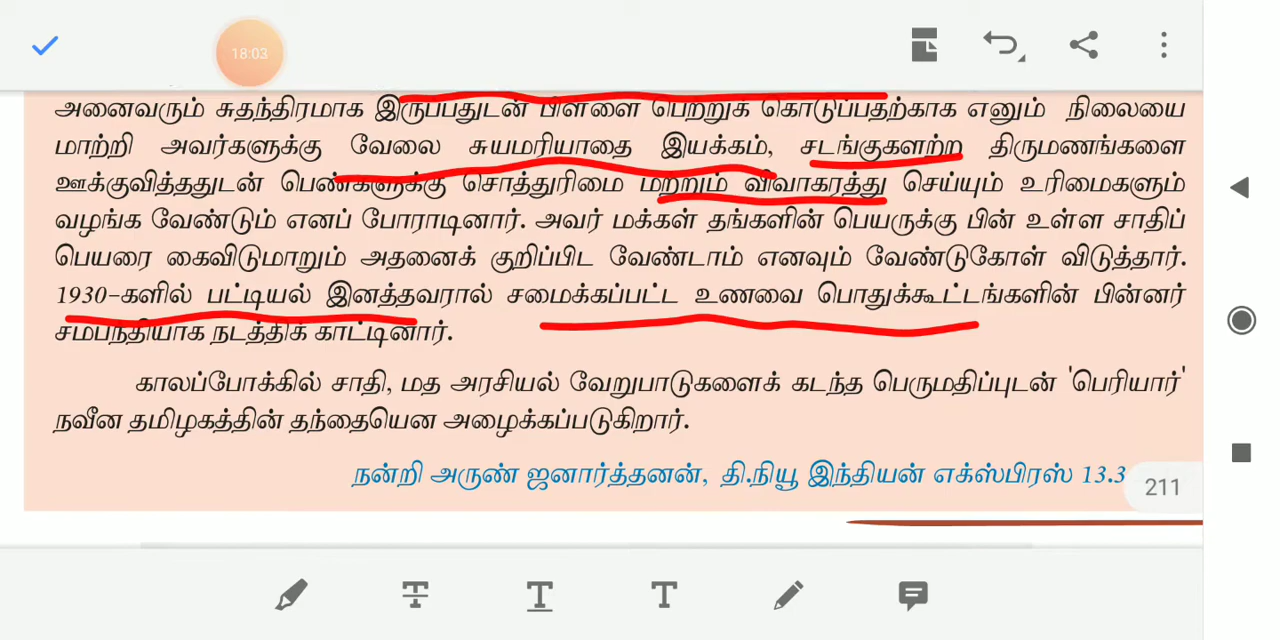 18:03
அனைவரும் சுதந்திரமாக இருப்பதுடன் பிள்ளை பெற்றுக் கொடுப்பதற்காக எனும் நிலையை
மாற்றி அவர்களுக்கு வேலை சுயமரியாதை இயக்கம், சடங்குகளற்ற திருமணங்களை
ஊக்குவித்ததுடன் பெண்களுக்கு சொத்துரிமை மற்றும் விவாகரத்து செய்யும் உரிமைகளும்
வழங்க வேண்டும் எனப் போராடினார். அவர் மக்கள் தங்களின் பெயருக்கு பின் உள்ள சாதிப்
பெயரை கைவிடுமாறும் அதனைக் குறிப்பிட வேண்டாம் எனவும் வேண்டுகோள் விடுத்தார்.
1930-களில் பட்டியல் இனத்தவரால் சமைக்கப்பட்ட உணவை பொதுக்கூட்டங்களின் பின்னர்
சமபந்தியாக நடத்திக் காட்டினார்.
காலப்போக்கில் சாதி, மத அரசியல் வேறுபாடுகளைக் கடந்த பெருமதிப்புடன் 'பெரியார்'
நவீன தமிழகத்தின் தந்தையென அழைக்கப்படுகிறார்.
நன்றி அருண் ஜனார்த்தனன், தி.நியூ இந்தியன் எக்ஸ்பிரஸ் 13.3
211